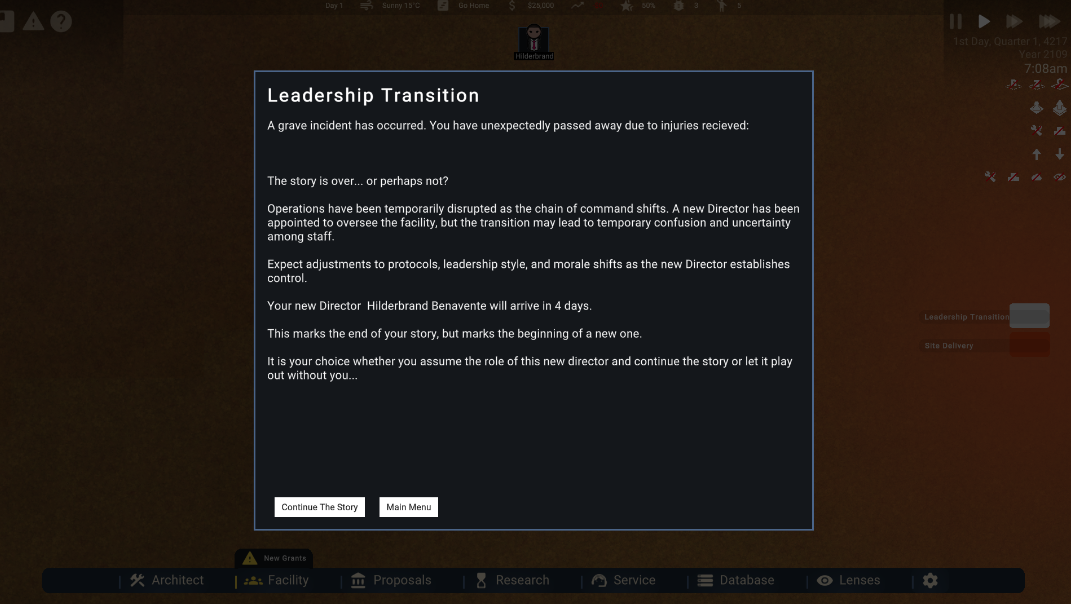 Day 1
Sunny 15°C
Go Home
1st Day, Quarter 1, 4217
Year 2109
7:08am
Hilderbrand
Leadership Transition
A grave incident has occurred. You have unexpectedly passed away due to injuries recieved:
The story is over... or perhaps not?
Operations have been temporarily disrupted as the chain of command shifts. A new Director has been
appointed to oversee the facility, but the transition may lead to temporary confusion and uncertainty
among staff.
Expect adjustments to protocols, leadership style, and morale shifts as the new Director establishes
control.
Your new Director  Hilderbrand Benavente will arrive in 4 days.
This marks the end of your story, but marks the beginning of a new one.
It is your choice whether you assume the role of this new director and continue the story or let it play
out without you...
Continue The Story
Main Menu
Leadership Transition
Site Delivery
New Grants
Architect
Facility
Proposals
Research
Service
Database
Lenses